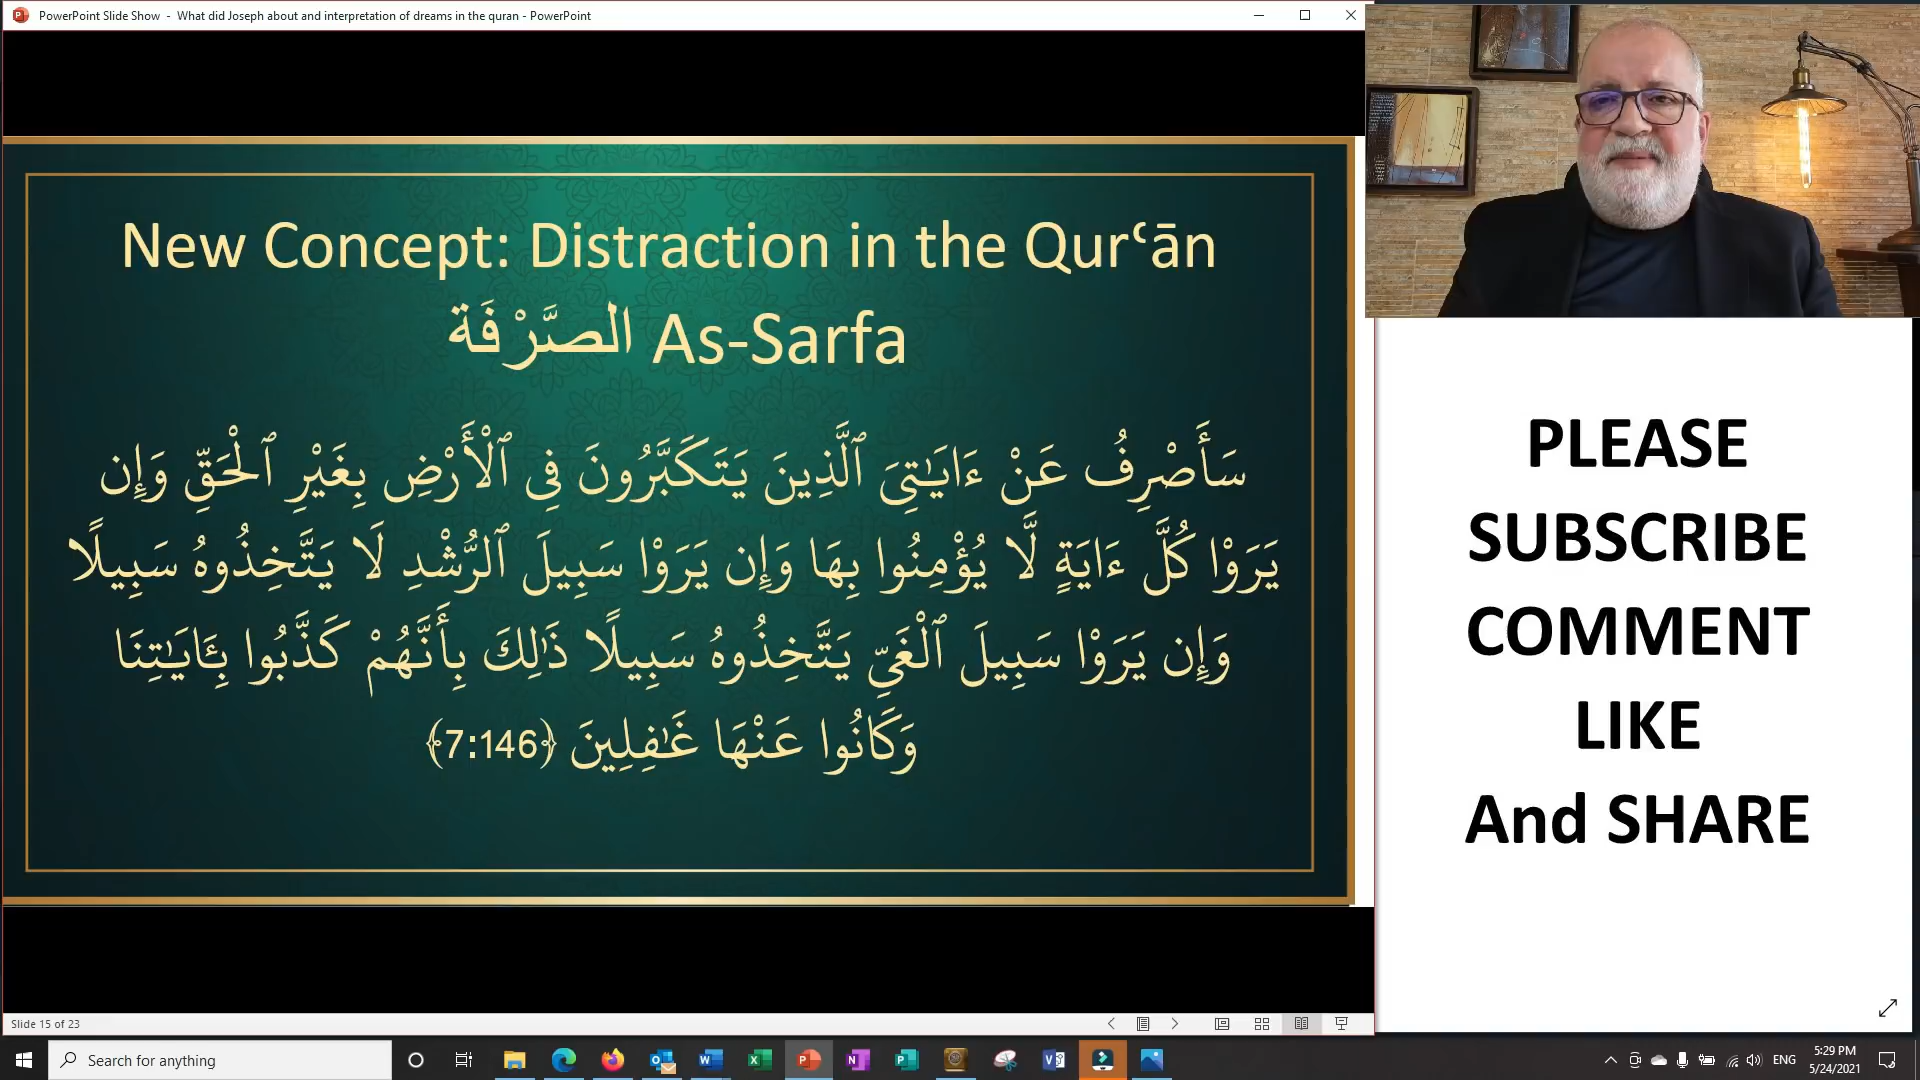 PowerPoint Slide Show - What did Joseph about and interpretation of dreams in the quran - PowerPoint
New Concept: Distraction in the Qurʿān
الصَّرْفَة As-Sarfa
سَأَصْرِفُ عَنْ ءَايَـٰتِىَ ٱلَّذِينَ يَتَكَبَّرُونَ فِى ٱلْأَرْضِ بِغَيْرِ ٱلْحَقِّ وَإِن
يَرَوْا كُلَّ ءَايَةٍ لَّا يُؤْمِنُوا بِهَا وَإِن يَرَوْا سَبِيلَ ٱلرُّشْدِ لَا يَتَّخِذُوهُ سَبِيلًا
وَإِن يَرَوْا سَبِيلَ ٱلْغَىِّ يَتَّخِذُوهُ سَبِيلًا ذَٰلِكَ بِأَنَّهُمْ كَذَّبُوا بِـَٔايَـٰتِنَا
وَكَانُوا عَنْهَا غَـٰفِلِينَ ﴿7:146﴾
PLEASE
SUBSCRIBE
COMMENT
LIKE
And SHARE
Slide 15 of 23
Search for anything
ENG
5:29 PM
5/24/2021